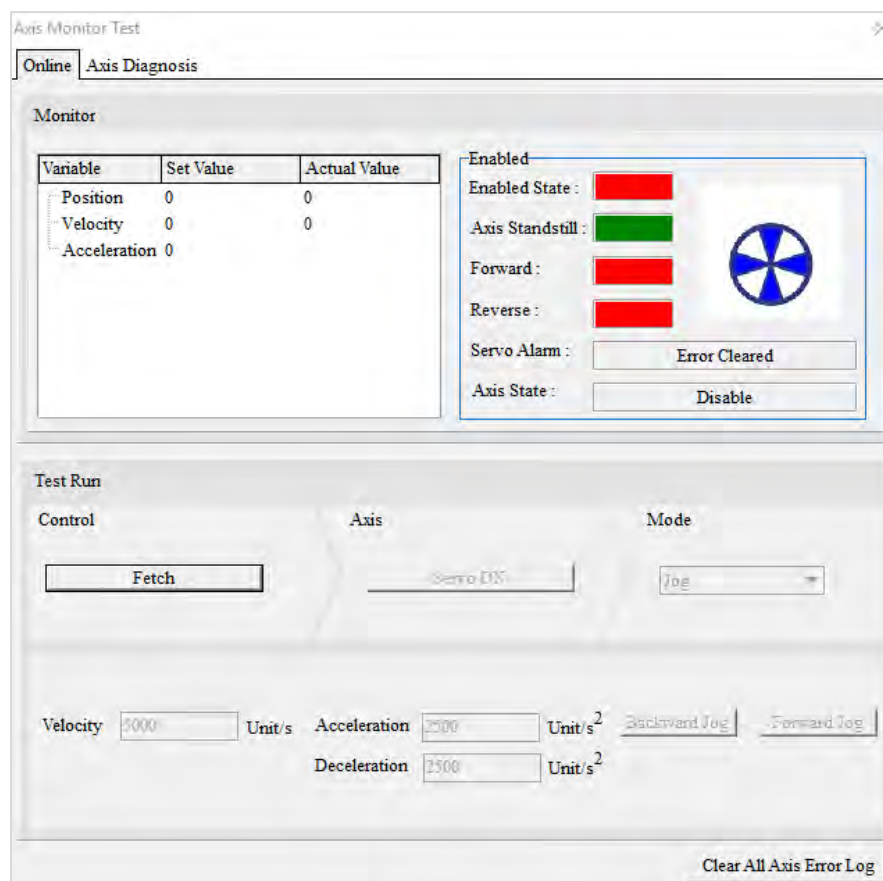 Axis Monitor Test
Online Axis Diagnosis
Monitor
Variable Set Value Actual Value
Position 0 0
Velocity 0 0
Acceleration 0
Enabled
Enabled State :
Axis Standstill :
Forward :
Reverse :
Servo Alarm : Error Cleared
Axis State : Disable
Test Run
Control Axis Mode
Fetch Servo ON Jog
Velocity 5000 Unit/s Acceleration 2500 Unit/s² Backward Jog Forward Jog
Deceleration 2500 Unit/s²
Clear All Axis Error Log